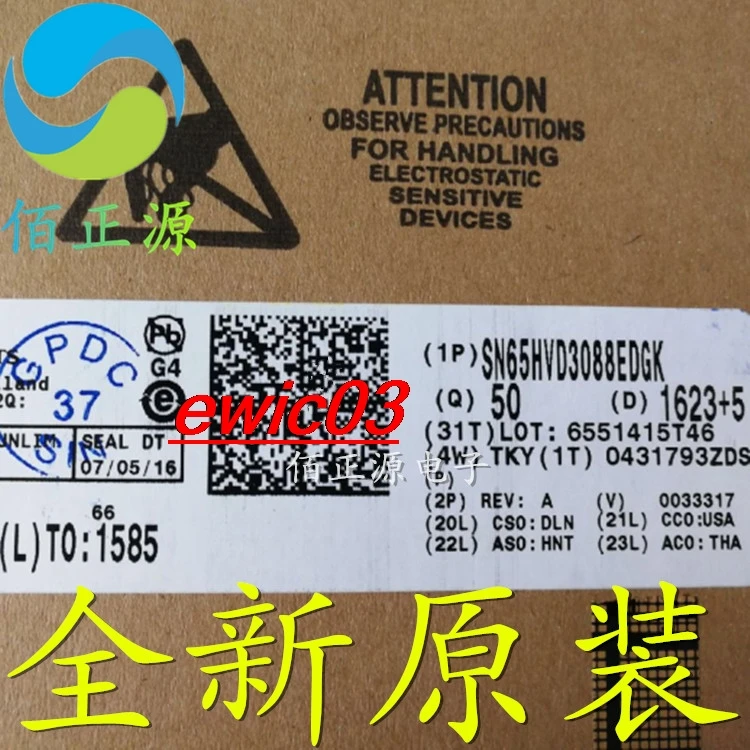 ATTENTION
OBSERVE PRECAUTIONS
FOR HANDLING
ELECTROSTATIC
SENSITIVE
DEVICES
佰正源
GPDC
37
Pb
G4
e
2Q:
(1P) SN65HVD3088EDGK
(Q) 50 (D) 1623+5
(31T)LOT: 6551415T46
(4W) TKY(1T) 0431793ZDS
ewic03
佰正源电子
SEAL DT
07/05/16
(2P) REV: A (V) 0033317
(20L) CSO:DLN (21L) CCO:USA
(22L) ASO:HNT (23L) ACO:THA
66
(L)TO:1585
全新原装